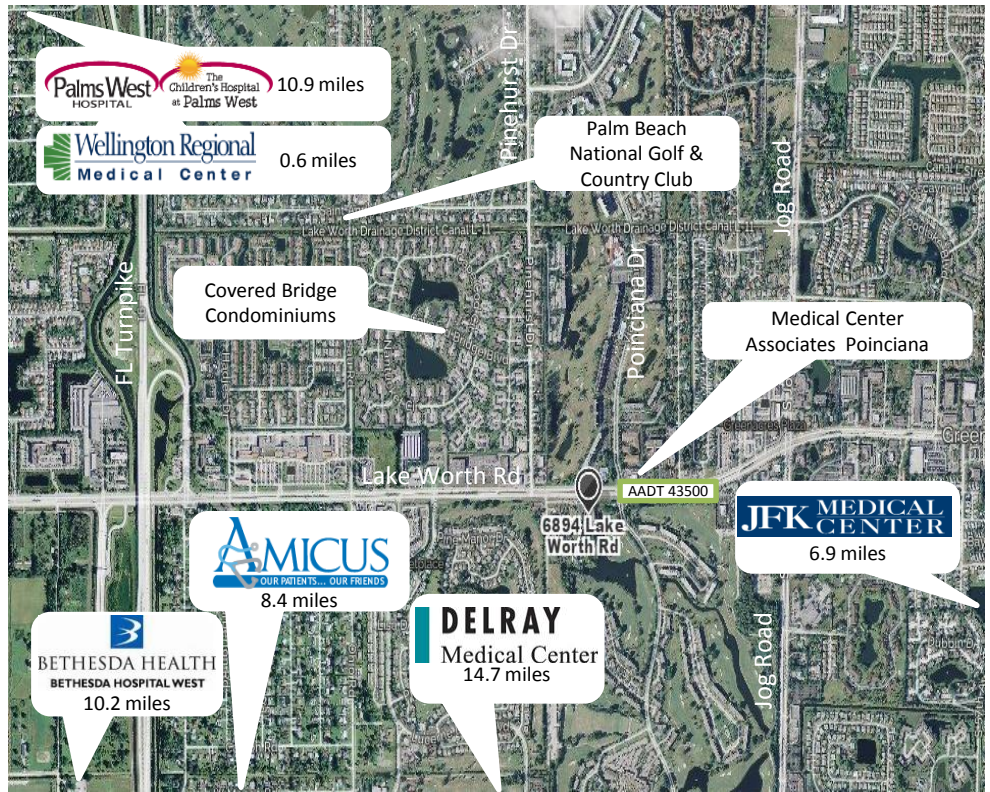 Pinehurst Dr
Palms West
HOSPITAL
The
Children's Hospital
at Palms West
10.9 miles
Wellington Regional
Medical Center
0.6 miles
Palm Beach
National Golf &
Country Club
Jog Road
Lake Worth Drainage District Canal L-11
Lake Worth Drainage District Canal L-11
FL Turnpike
Covered Bridge
Condominiums
Poinciana Dr
Medical Center
Associates Poinciana
Greenacres Plaza
Lake Worth Rd
AADT 43500
6894 Lake
Worth Rd
JFK MEDICAL
CENTER
6.9 miles
AMICUS
OUR PATIENTS... OUR FRIENDS
8.4 miles
DELRAY
Medical Center
14.7 miles
BETHESDA HEALTH
BETHESDA HOSPITAL WEST
10.2 miles
Jog Road